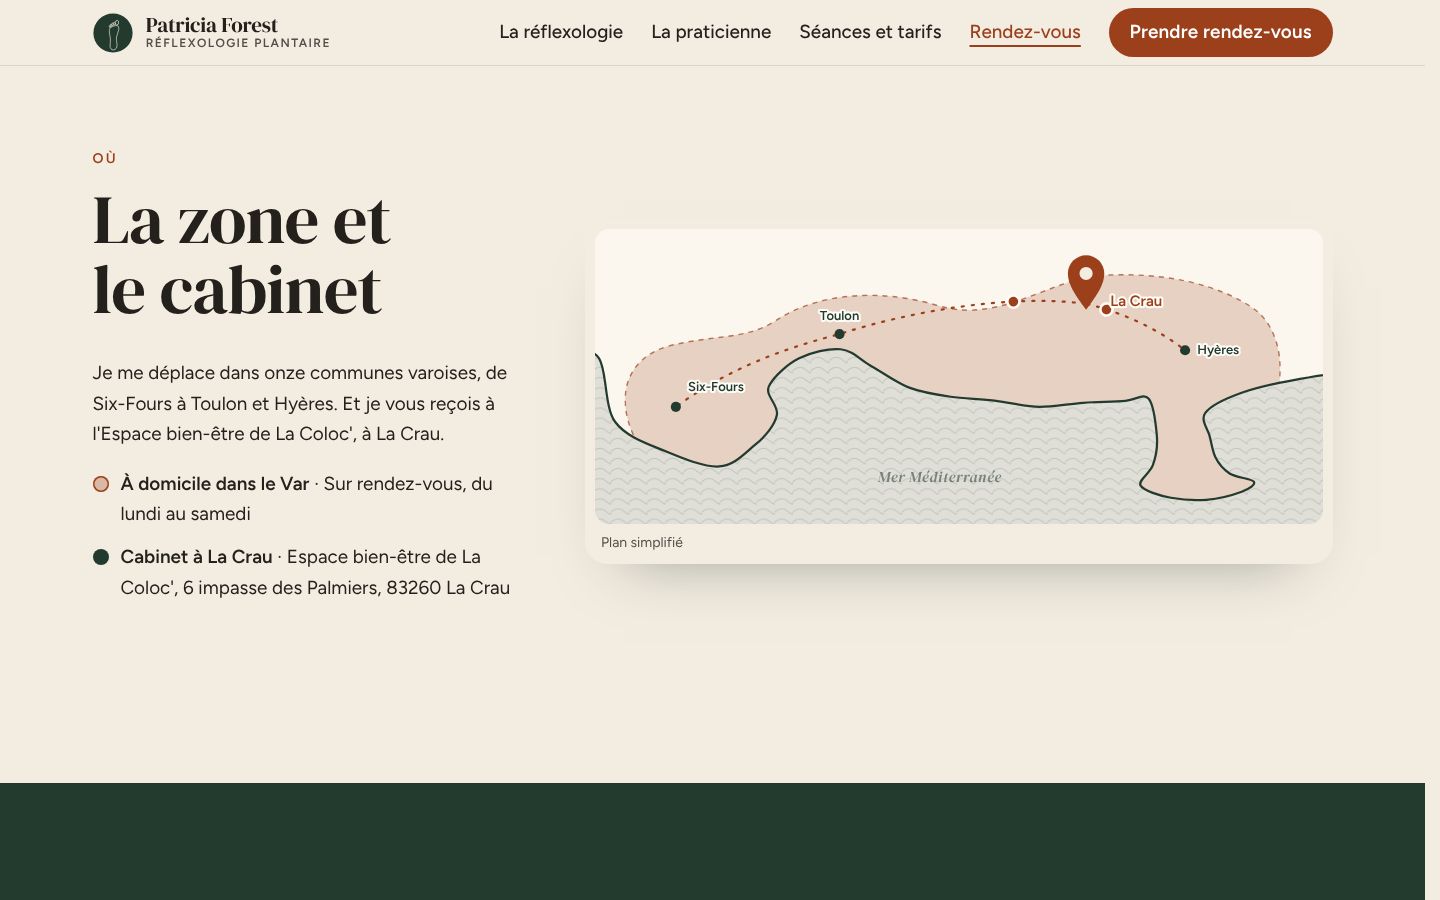 Patricia Forest
RÉFLEXOLOGIE PLANTAIRE
La réflexologie
La praticienne
Séances et tarifs
Rendez-vous
Prendre rendez-vous
OÙ
La zone et
le cabinet
Je me déplace dans onze communes varoises, de
Six-Fours à Toulon et Hyères. Et je vous reçois à
l'Espace bien-être de La Coloc', à La Crau.
À domicile dans le Var · Sur rendez-vous, du
lundi au samedi
Cabinet à La Crau · Espace bien-être de La
Coloc', 6 impasse des Palmiers, 83260 La Crau
La Crau
Toulon
Hyères
Six-Fours
Mer Méditerranée
Plan simplifié